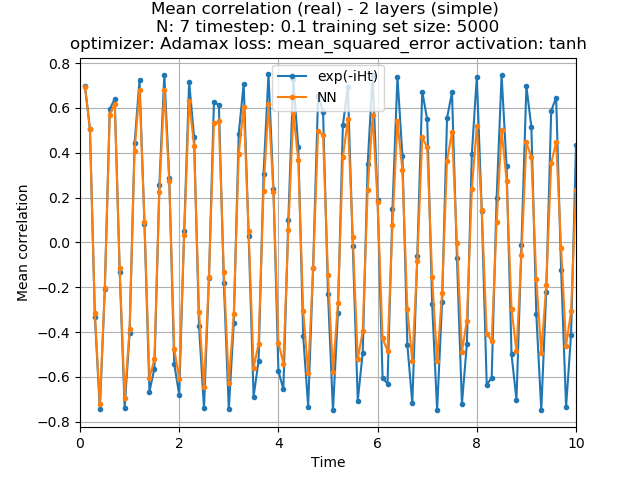 Mean correlation (real) - 2 layers (simple)
N: 7 timestep: 0.1 training set size: 5000
optimizer: Adamax loss: mean_squared_error activation: tanh
exp(-iHt)
NN
Mean correlation
0.8
0.6
0.4
0.2
0.0
−0.2
−0.4
−0.6
−0.8
0 2 4 6 8 10
Time